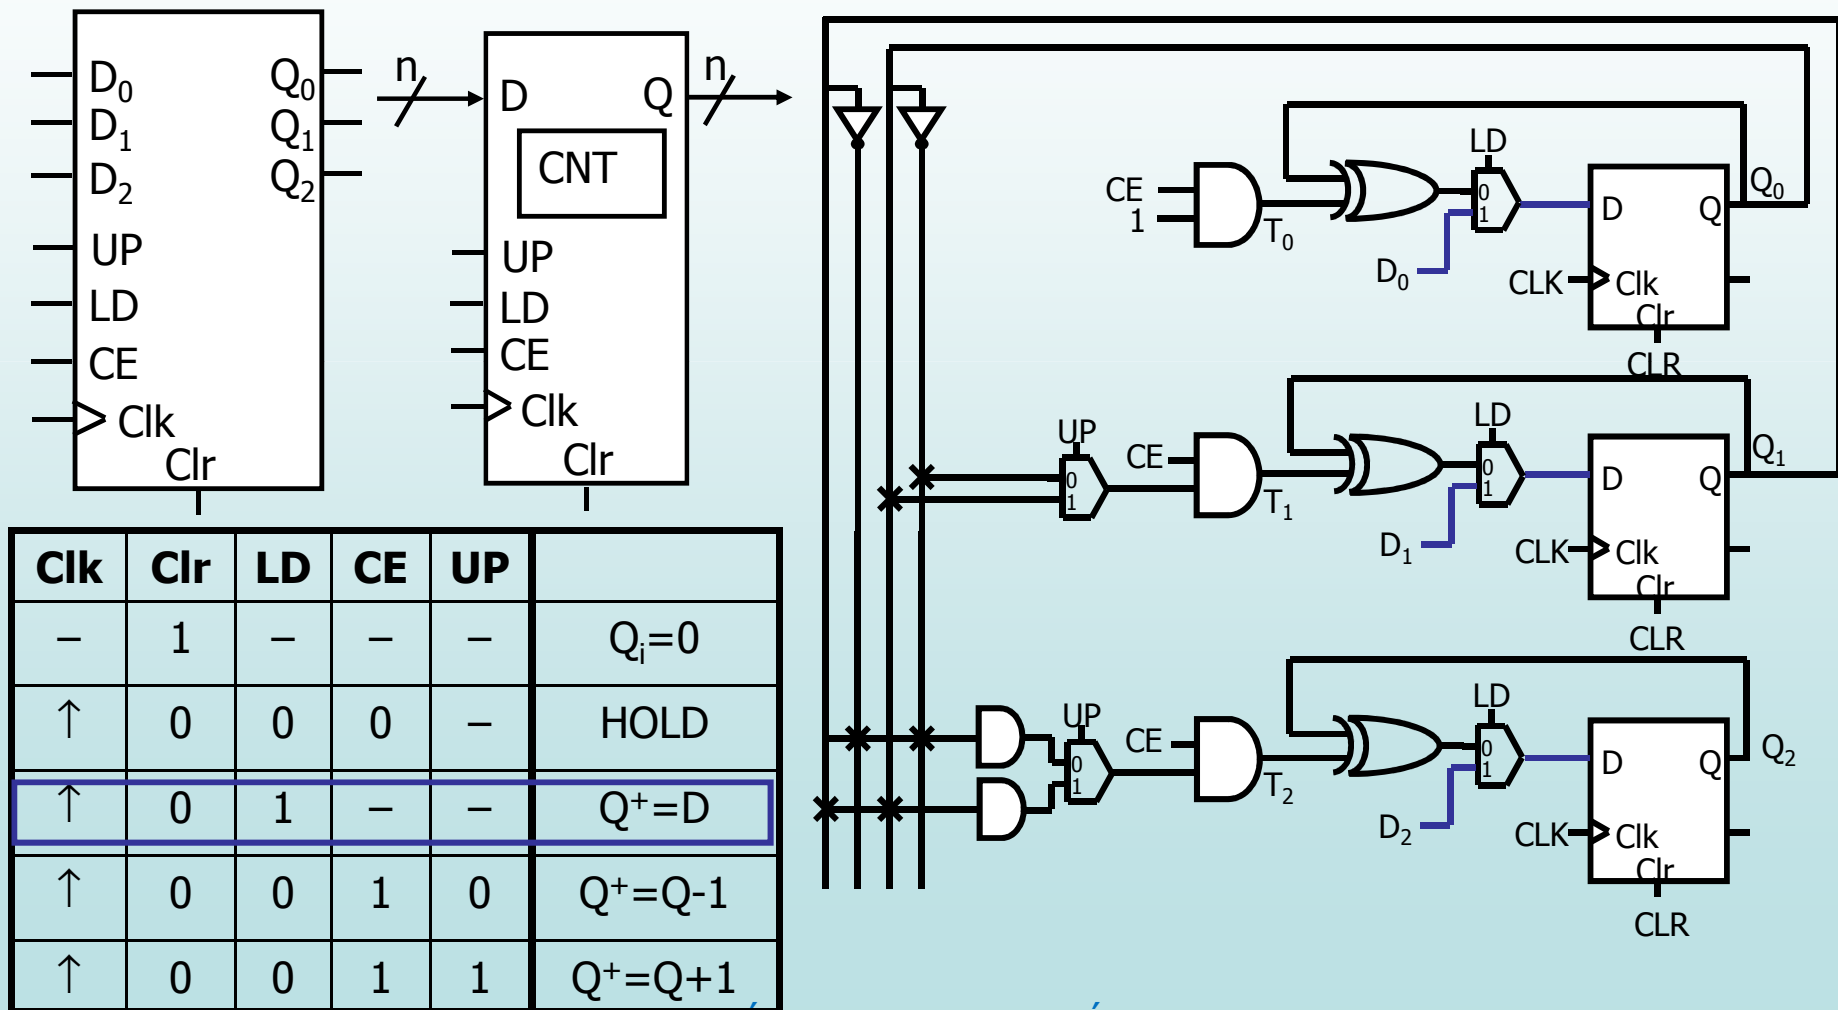 D0 Q0
D1 Q1
D2 Q2
UP
LD
CE
Clk
Clr
n n
D Q
CNT
UP
LD
CE
Clk
Clr
Clk Clr LD CE UP
– 1 – – – Qi=0
↑ 0 0 0 – HOLD
↑ 0 1 – – Q+=D
↑ 0 0 1 0 Q+=Q-1
↑ 0 0 1 1 Q+=Q+1
LD
CE
1
T0
0
1
D0
D Q Q0
CLK Clk
Clr
CLR
UP
0
1
CE
T1
LD
0
1
D1
D Q Q1
CLK Clk
Clr
CLR
UP
0
1
CE
T2
LD
0
1
D2
D Q Q2
CLK Clk
Clr
CLR